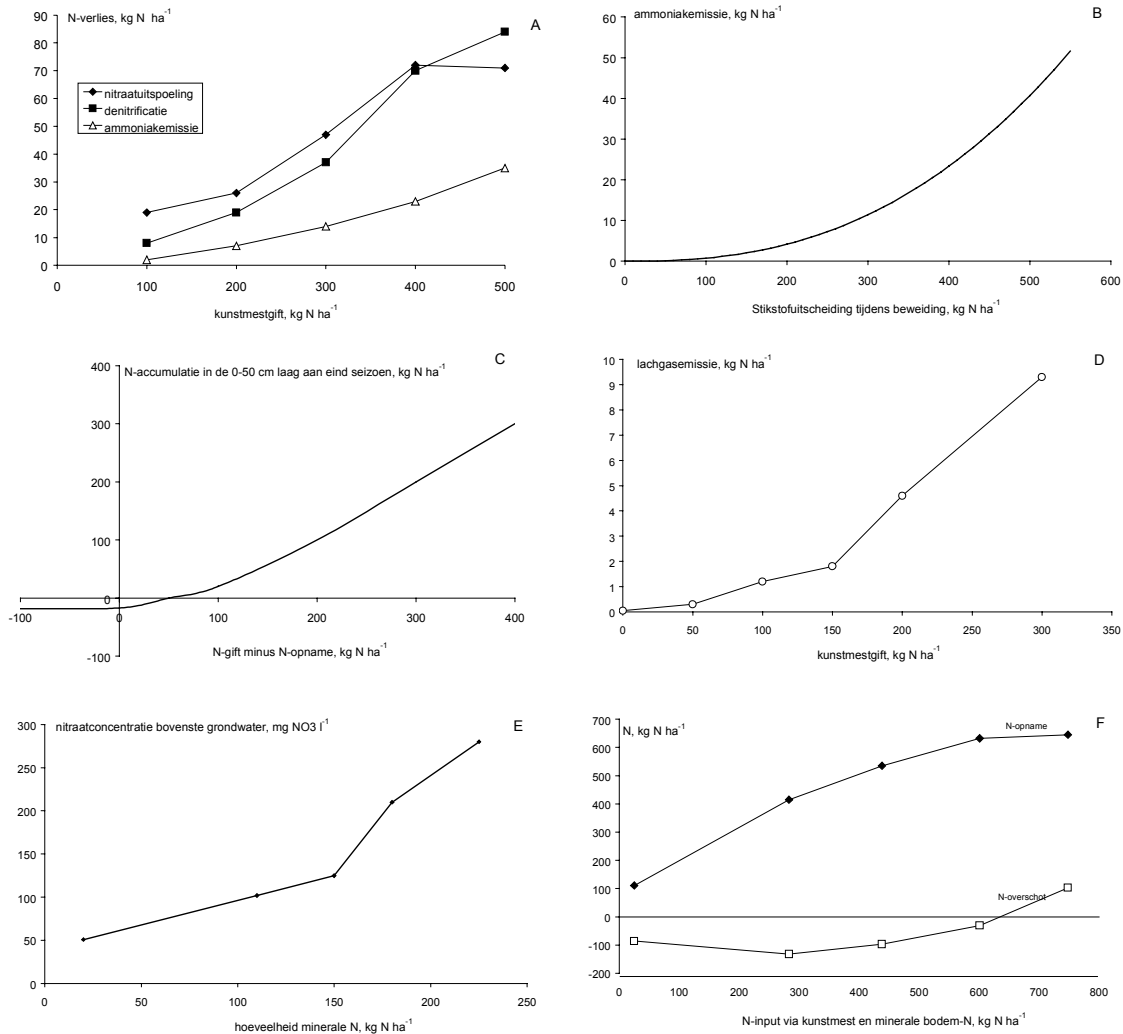 N-verlies, kg N ha-1
A
90
80
70
60
50
40
30
20
10
0
nitraatuitspoeling
denitrificatie
ammoniakemissie
0 100 200 300 400 500
kunstmestgift, kg N ha-1
ammoniakemissie, kg N ha-1
B
60
50
40
30
20
10
0
0 100 200 300 400 500 600
Stikstofuitscheiding tijdens beweiding, kg N ha-1
C
N-accumulatie in de 0-50 cm laag aan eind seizoen, kg N ha-1
400
300
200
100
0
-100
-100 0 100 200 300 400
N-gift minus N-opname, kg N ha-1
lachgasemissie, kg N ha-1
D
10
9
8
7
6
5
4
3
2
1
0
0 50 100 150 200 250 300 350
kunstmestgift, kg N ha-1
nitraatconcentratie bovenste grondwater, mg NO3 l-1
E
300
250
200
150
100
50
0
0 50 100 150 200 250
hoeveelheid minerale N, kg N ha-1
N, kg N ha-1
F
700
600
500
400
300
200
100
0
-100
-200
N-opname
N-overschot
0 100 200 300 400 500 600 700 800
N-input via kunstmest en minerale bodem-N, kg N ha-1